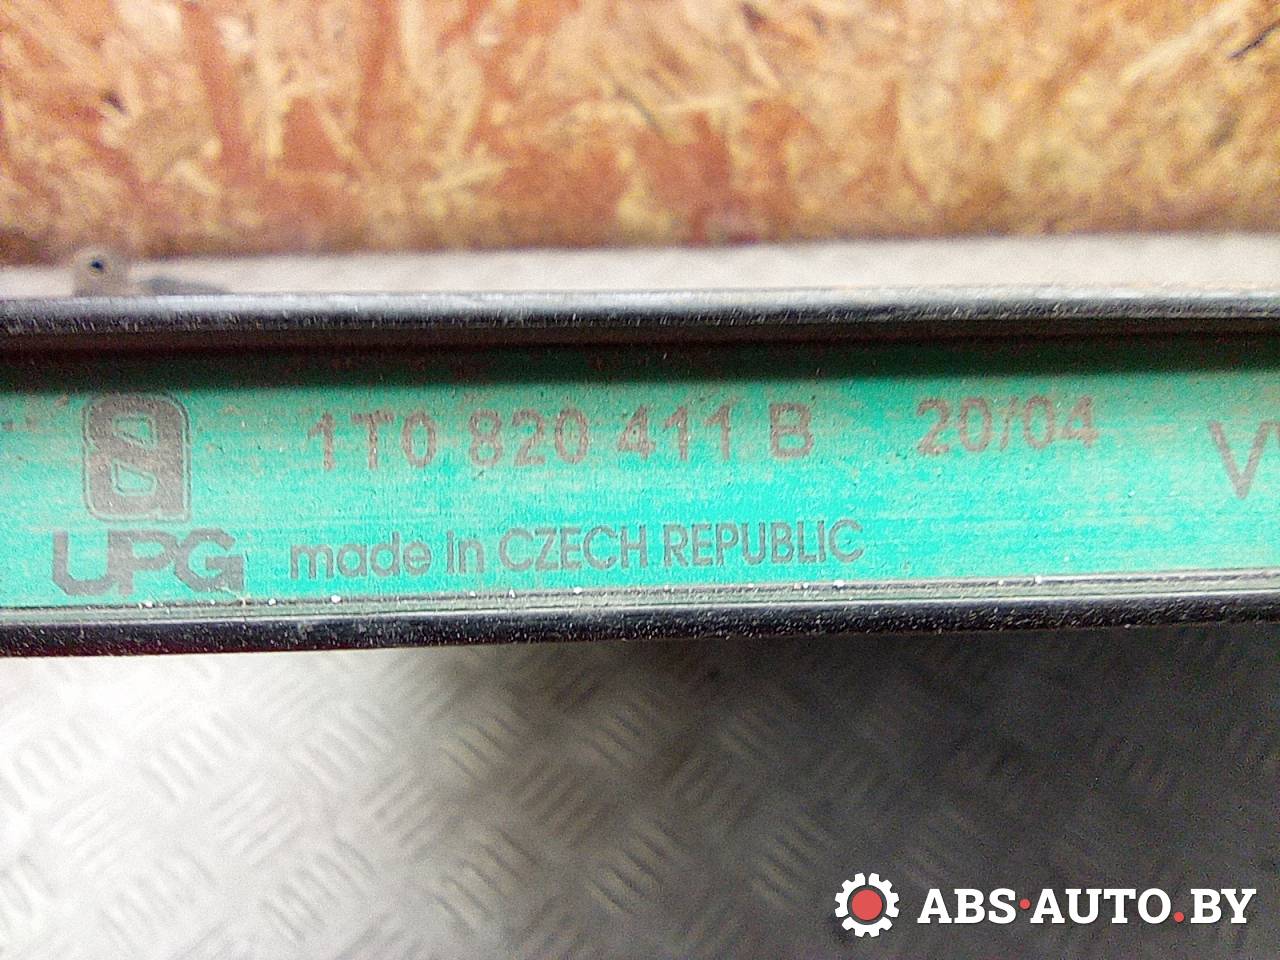 1T0 820 411 B 20/04 V
UPG made in CZECH REPUBLIC
ABS·AUTO.BY